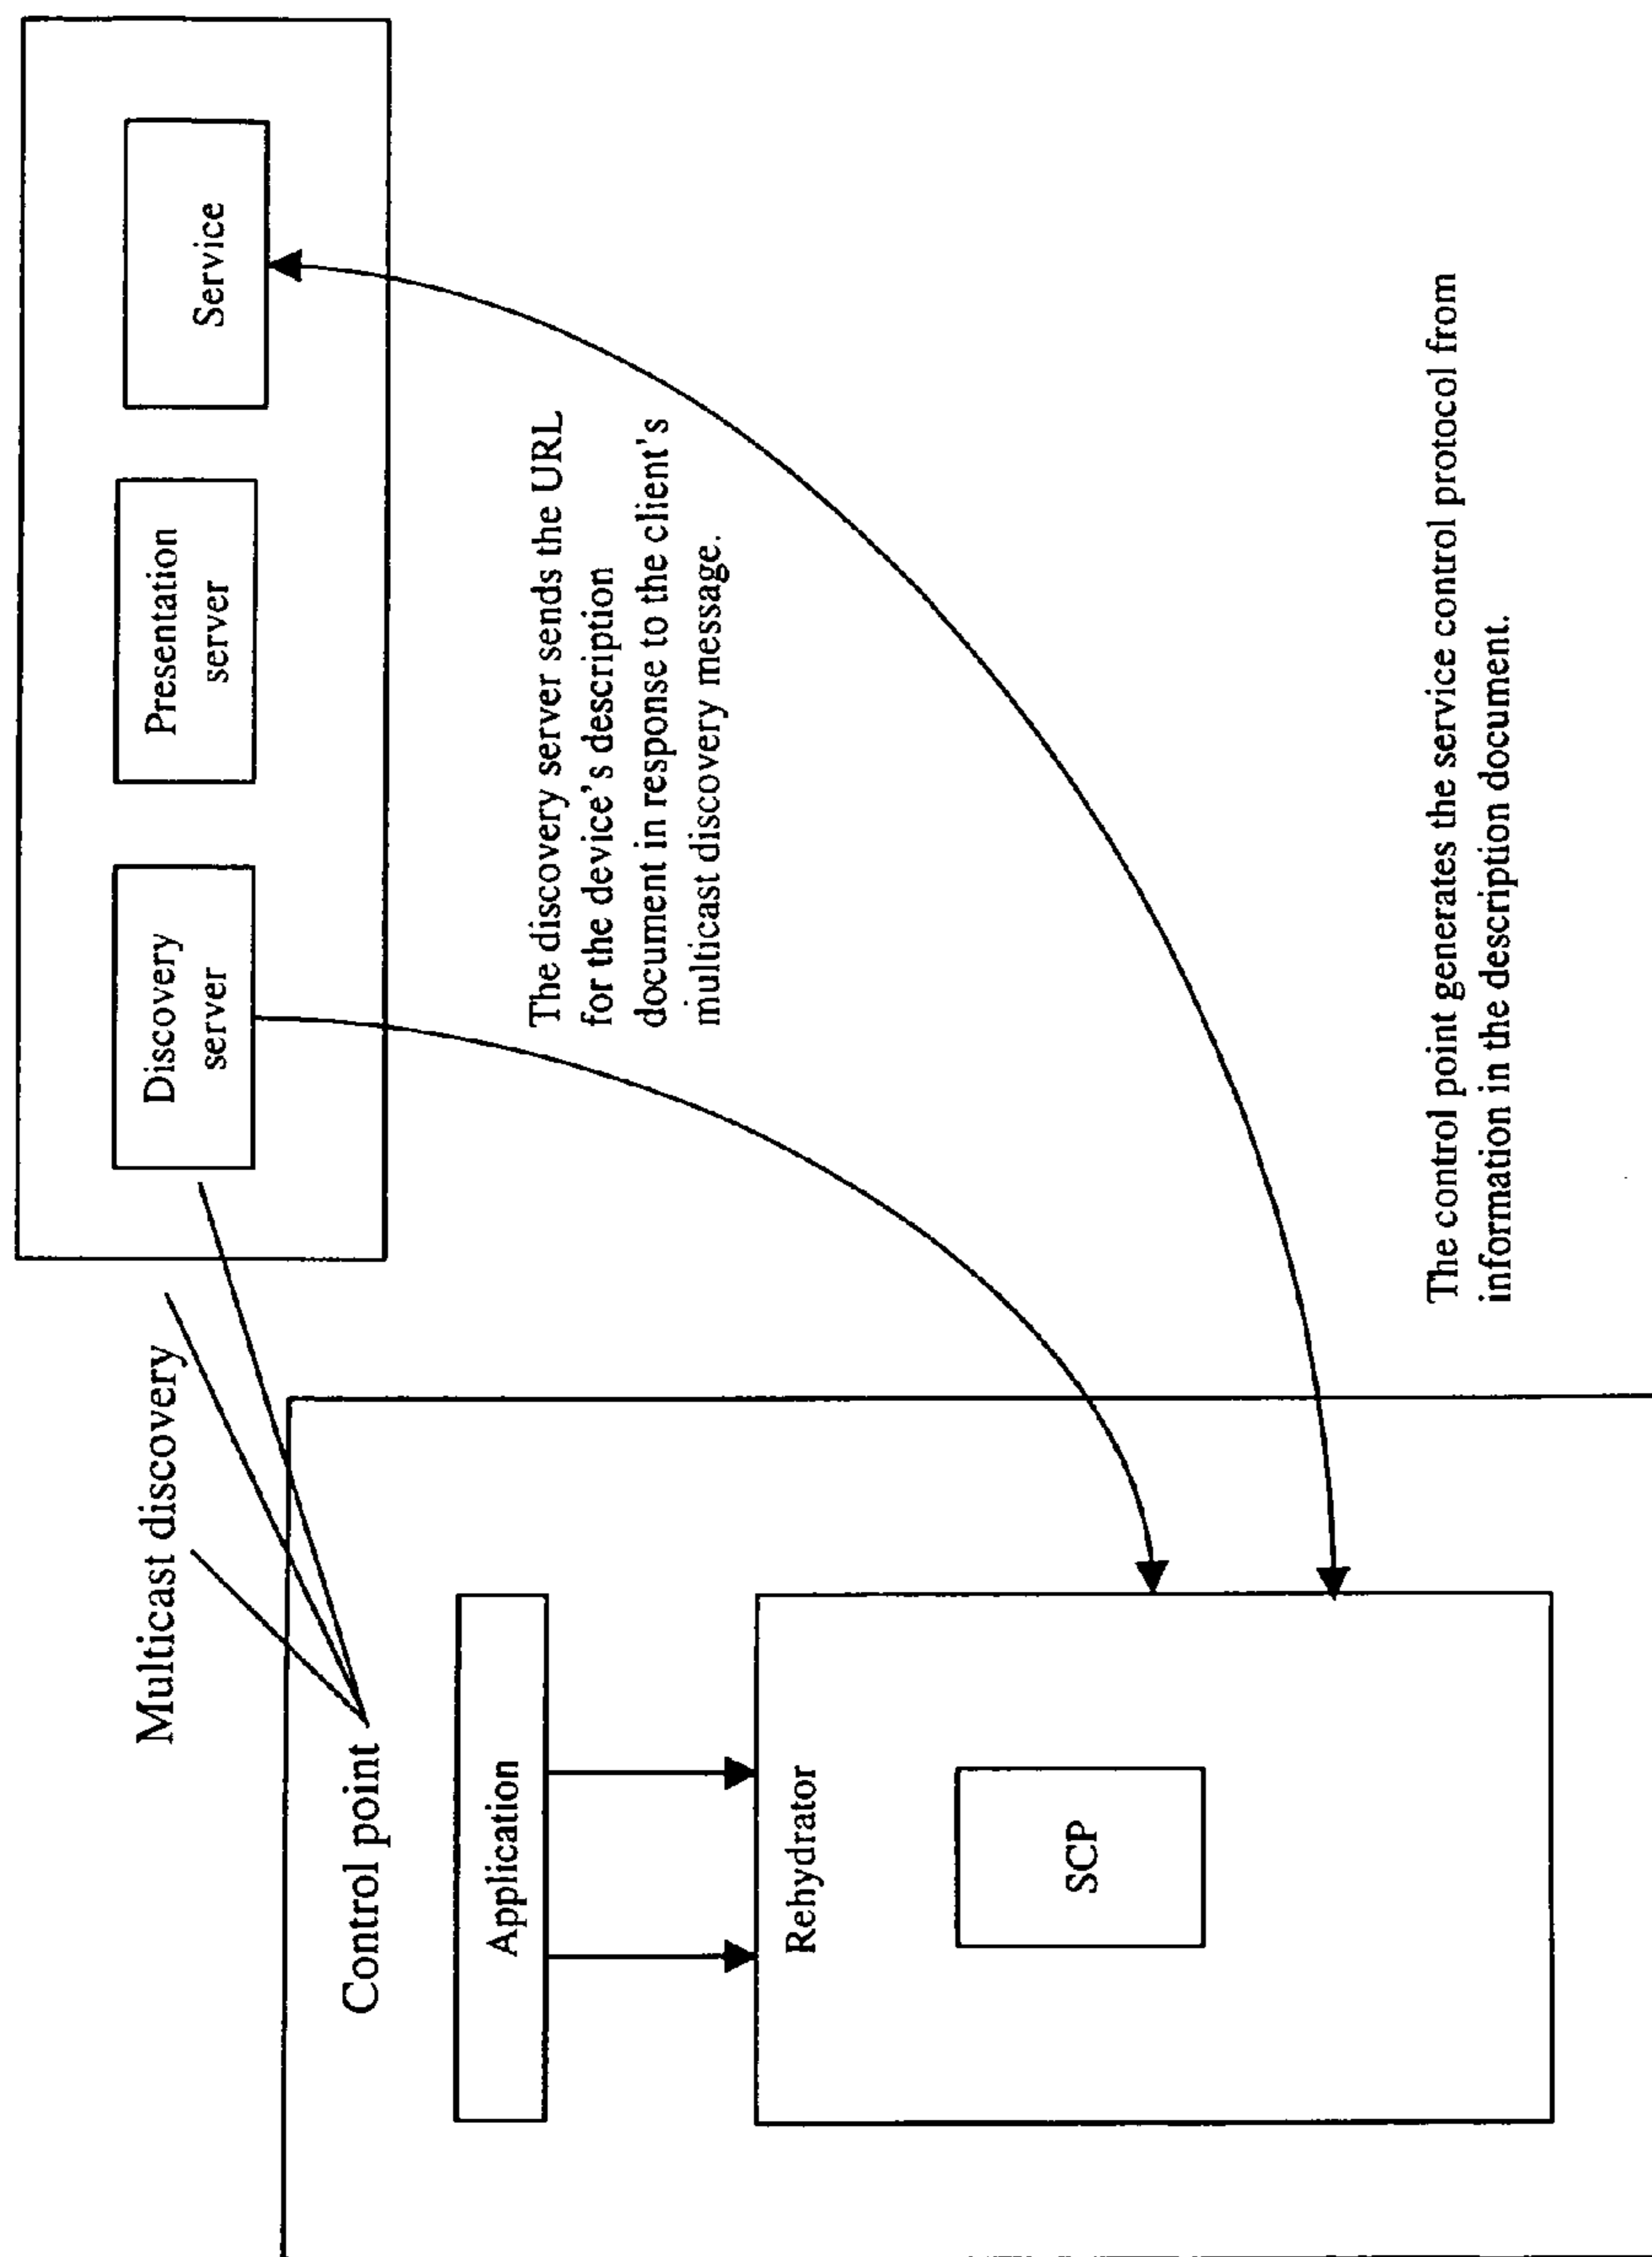 Multicast discovery
Control point
Application
Rehydrator
SCP
Discovery
server
Presentation
server
Service
The discovery server sends the URL
for the device's description
document in response to the client's
multicast discovery message.
The control point generates the service control protocol from
information in the description document.